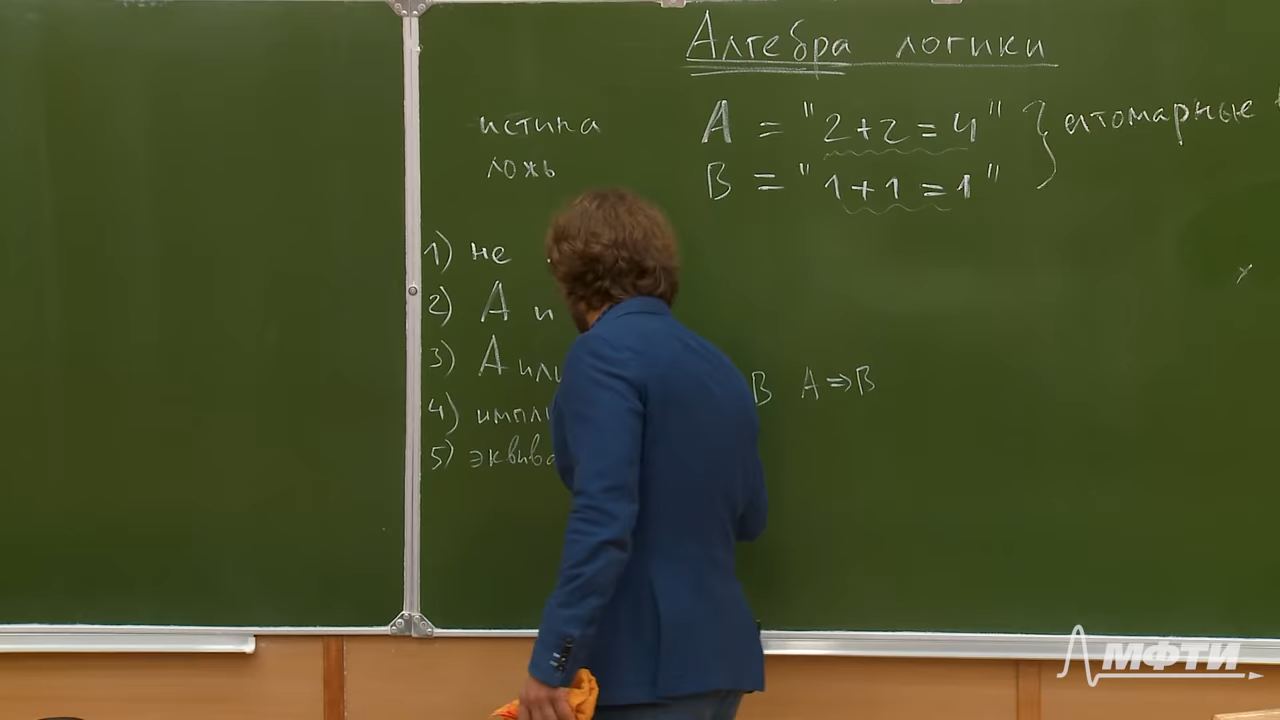 Алгебра логики
истина
ложь
A = "2+2=4" } атомарные
B = "1+1=1"
1) не
2) A и
3) A или
4) импли
5) эквива
B A⇒B
МФТИ